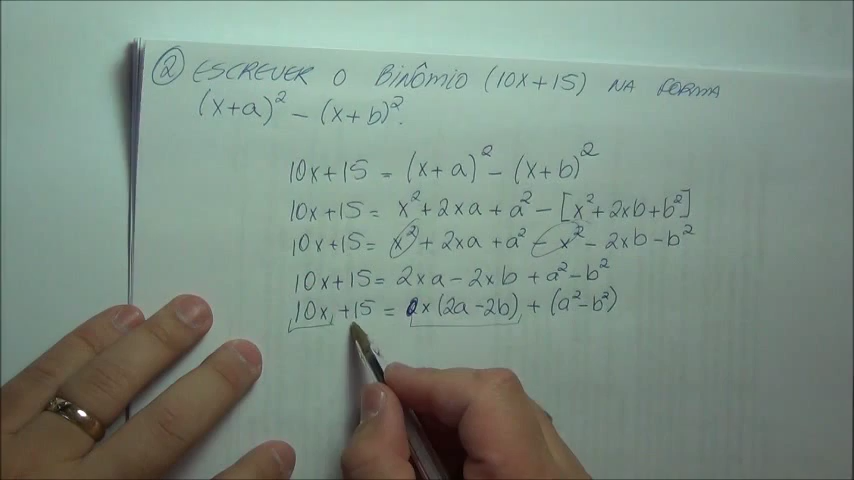 ② ESCREVER O BINÔMIO (10x+15) NA FORMA
(x+a)² - (x+b)².
10x+15 = (x+a)² - (x+b)²
10x+15 = x²+2xa+a² - [x²+2xb+b²]
10x+15 = x²+2xa+a² - x² - 2xb - b²
10x+15 = 2xa - 2xb + a² - b²
10x+15 = x(2a-2b) + (a²-b²)